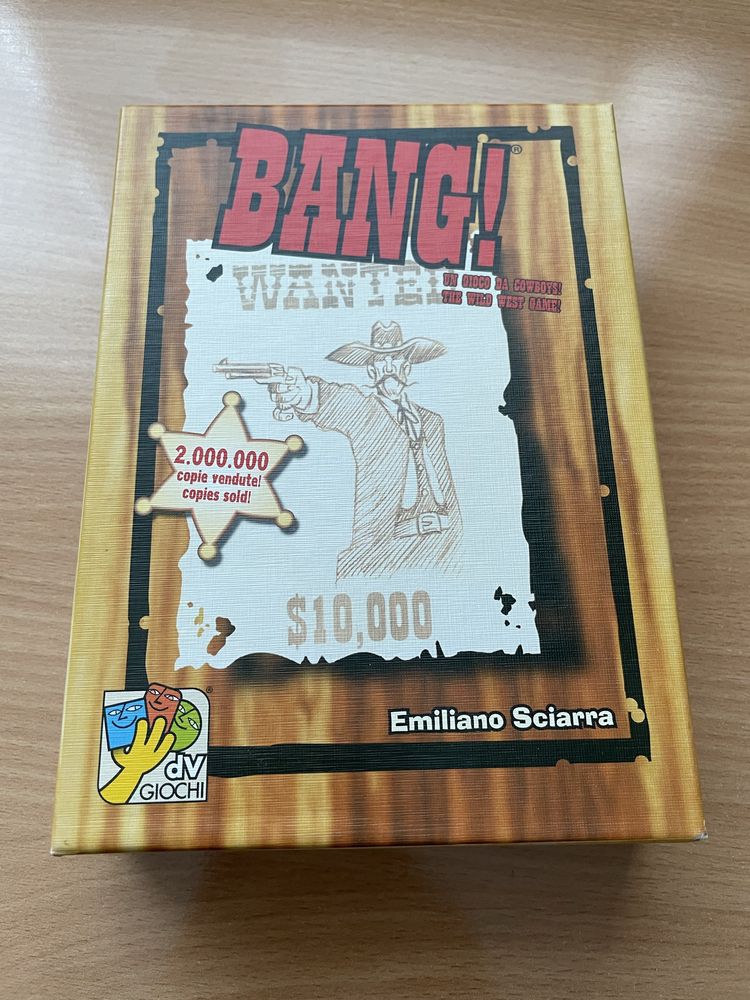 BANG!®
WANTED
UN GIOCO DA COWBOYS!
THE WILD WEST GAME!
2.000.000
copie vendute!
copies sold!
$10,000
Emiliano Sciarra
®
dV
GIOCHI